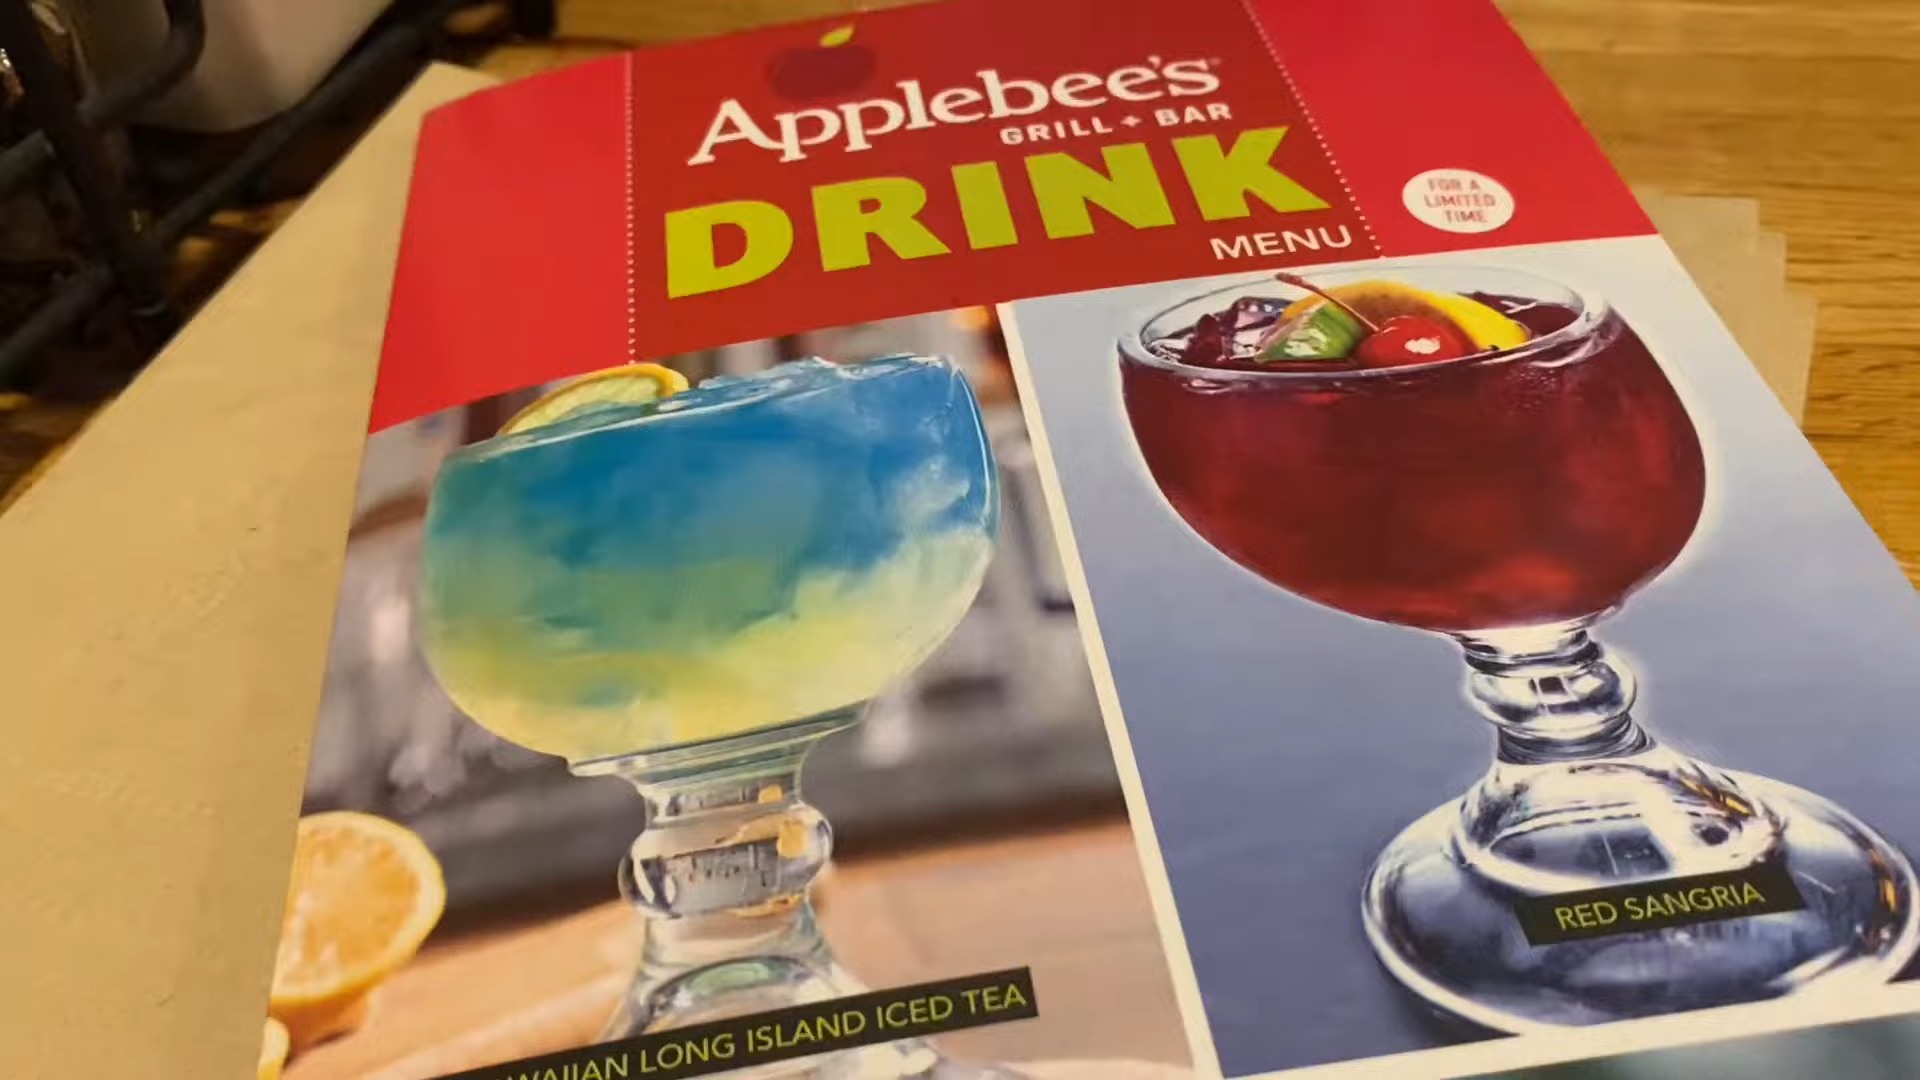 Applebee's
GRILL + BAR
DRINK
MENU
FOR A
LIMITED
TIME
LONG ISLAND ICED TEA
RED SANGRIA